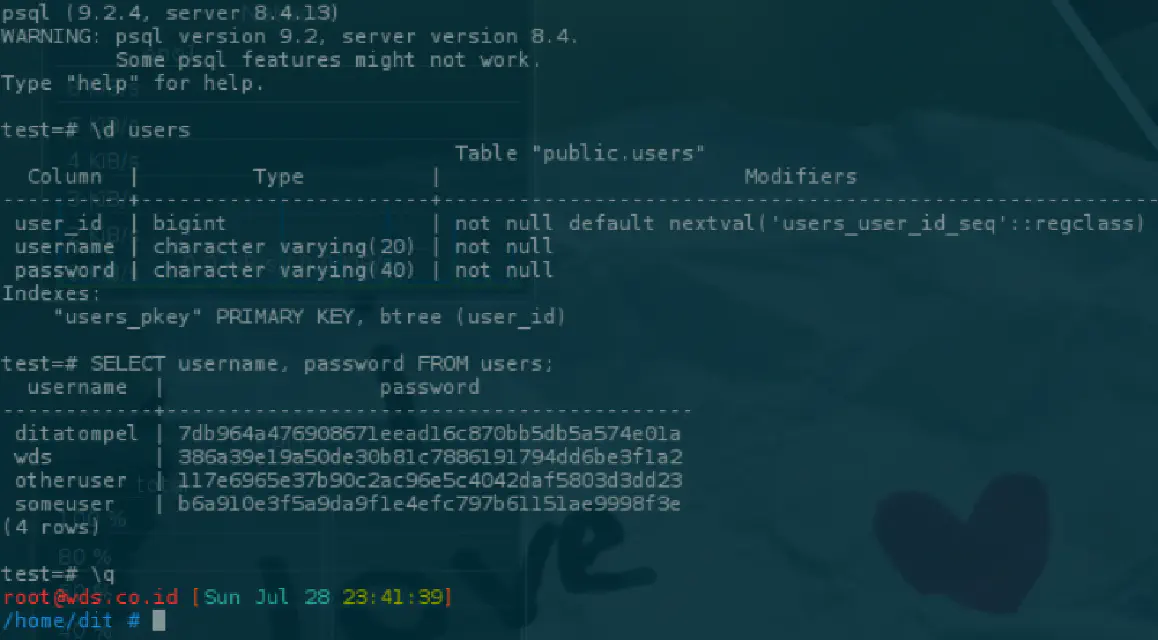 psql (9.2.4, server 8.4.13)
WARNING: psql version 9.2, server version 8.4.
         Some psql features might not work.
Type "help" for help.
test=# \d users
                                    Table "public.users"
  Column  |         Type          |                        Modifiers
----------+-----------------------+---------------------------------------------------------
 user_id  | bigint                | not null default nextval('users_user_id_seq'::regclass)
 username | character varying(20) | not null
 password | character varying(40) | not null
Indexes:
    "users_pkey" PRIMARY KEY, btree (user_id)
test=# SELECT username, password FROM users;
  username  |                 password
------------+------------------------------------------
 ditatompel | 7db964a476908671eead16c870bb5db5a574e01a
 wds        | 386a39e19a50de30b81c7886191794dd6be3f1a2
 otheruser  | 117e6965e37b90c2ac96e5c4042daf5803d3dd23
 someuser   | b6a910e3f5a9da9f1e4efc797b61151ae9998f3e
(4 rows)
test=# \q
root@wds.co.id [Sun Jul 28 23:41:39]
/home/dit #
love
80 %
4 KiB/s